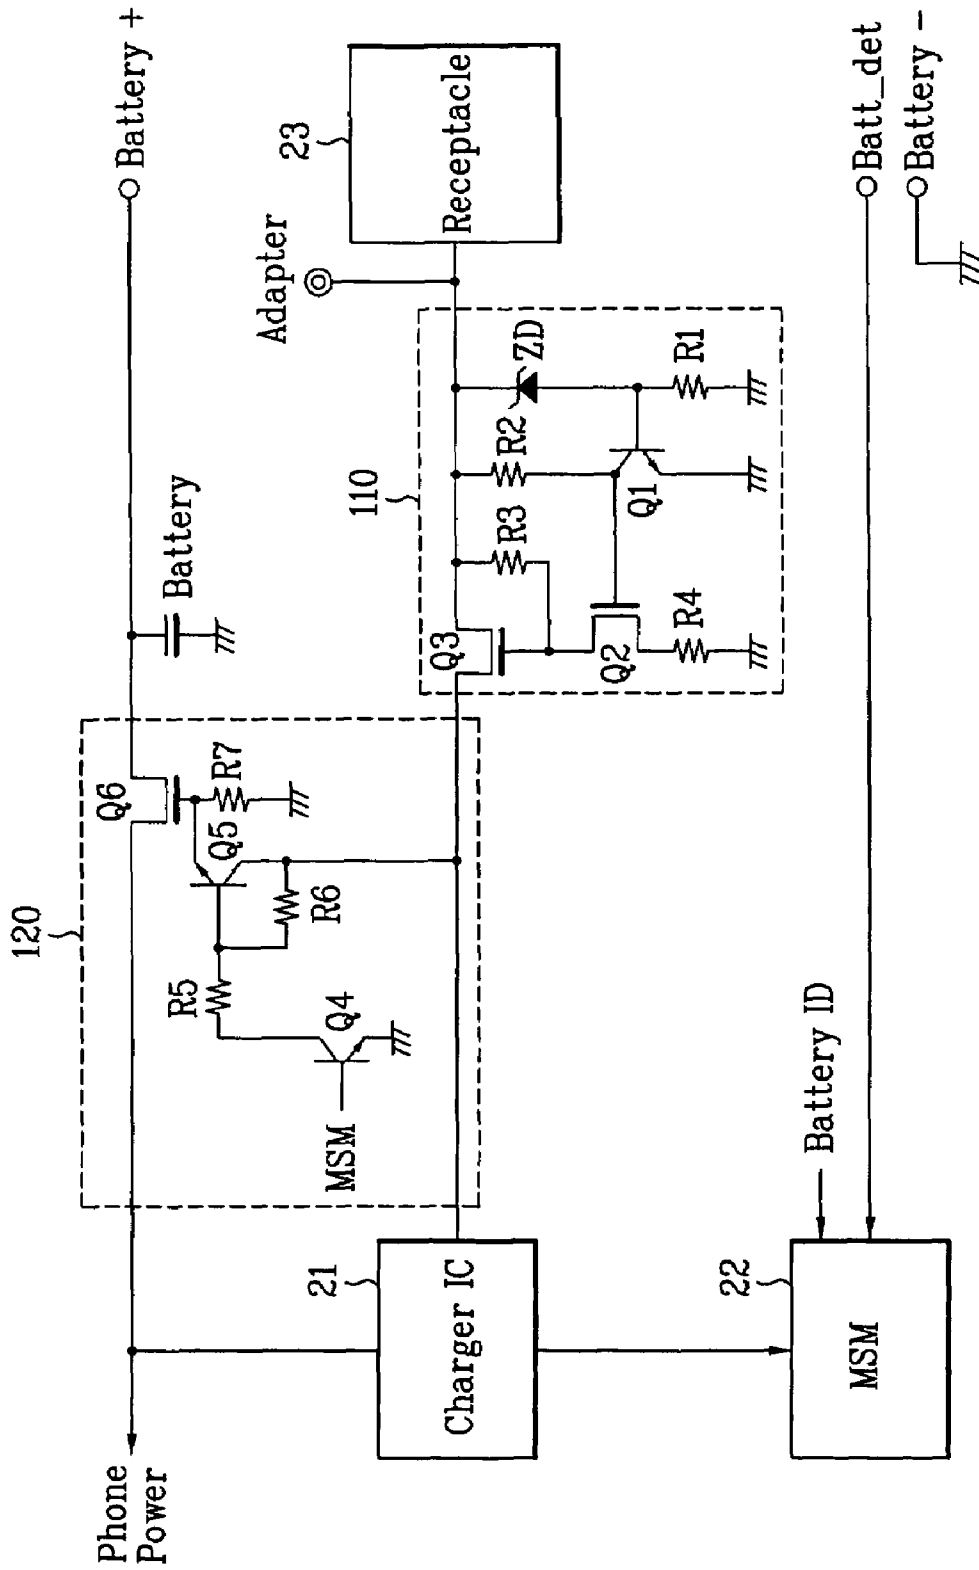 Phone
Power
120
Q6
Battery
Battery +
R7
Q5
R6
R5
Q4
MSM
110
Adapter
23
Receptacle
Q3
R3
R2
ZD
Q1
Q2
R4
R1
21
Charger IC
22
MSM
Battery ID
Batt_det
Battery -